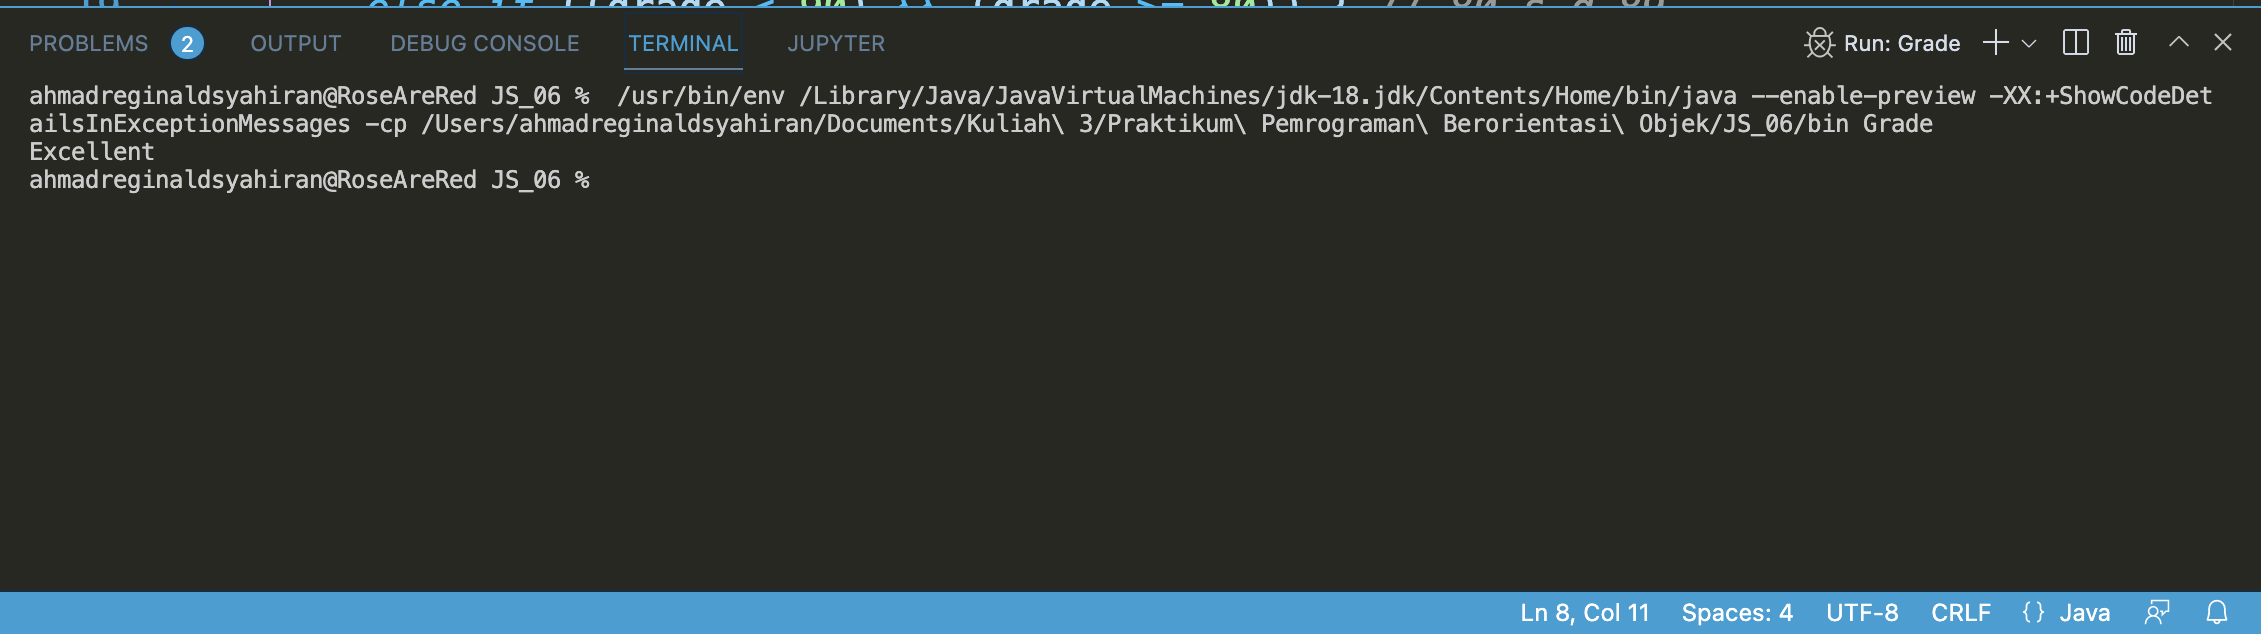 PROBLEMS 2 OUTPUT DEBUG CONSOLE TERMINAL JUPYTER Run: Grade
ahmadreginaldsyahiran@RoseAreRed JS_06 %  /usr/bin/env /Library/Java/JavaVirtualMachines/jdk-18.jdk/Contents/Home/bin/java --enable-preview -XX:+ShowCodeDet
ailsInExceptionMessages -cp /Users/ahmadreginaldsyahiran/Documents/Kuliah\ 3/Praktikum\ Pemrograman\ Berorientasi\ Objek/JS_06/bin Grade
Excellent
ahmadreginaldsyahiran@RoseAreRed JS_06 %
Ln 8, Col 11 Spaces: 4 UTF-8 CRLF {} Java